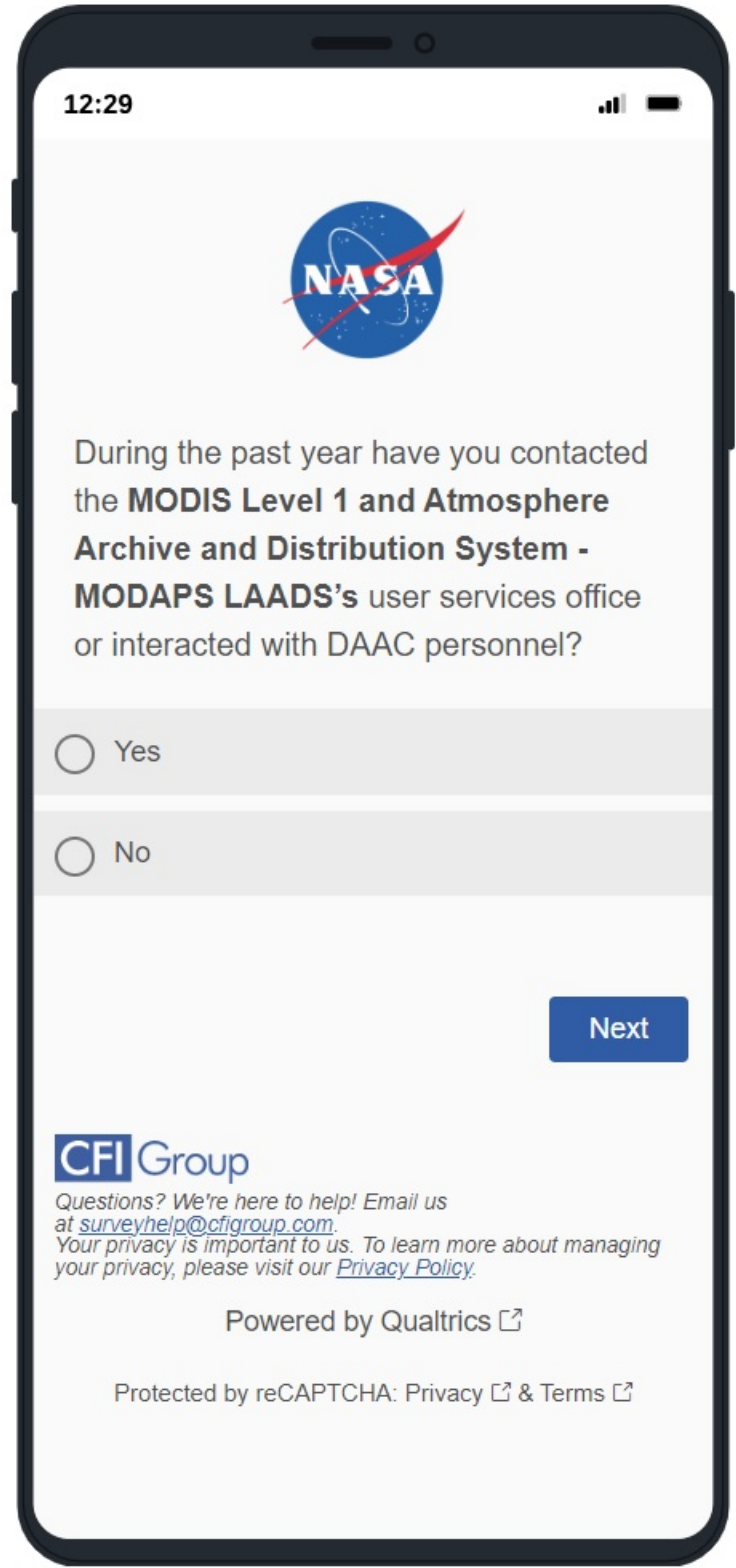 12:29
NASA
During the past year have you contacted
the MODIS Level 1 and Atmosphere
Archive and Distribution System -
MODAPS LAADS’s user services office
or interacted with DAAC personnel?
Yes
No
Next
CFI Group
Questions? We're here to help! Email us
at surveyhelp@cfigroup.com.
Your privacy is important to us. To learn more about managing
your privacy, please visit our Privacy Policy.
Powered by Qualtrics
Protected by reCAPTCHA: Privacy & Terms